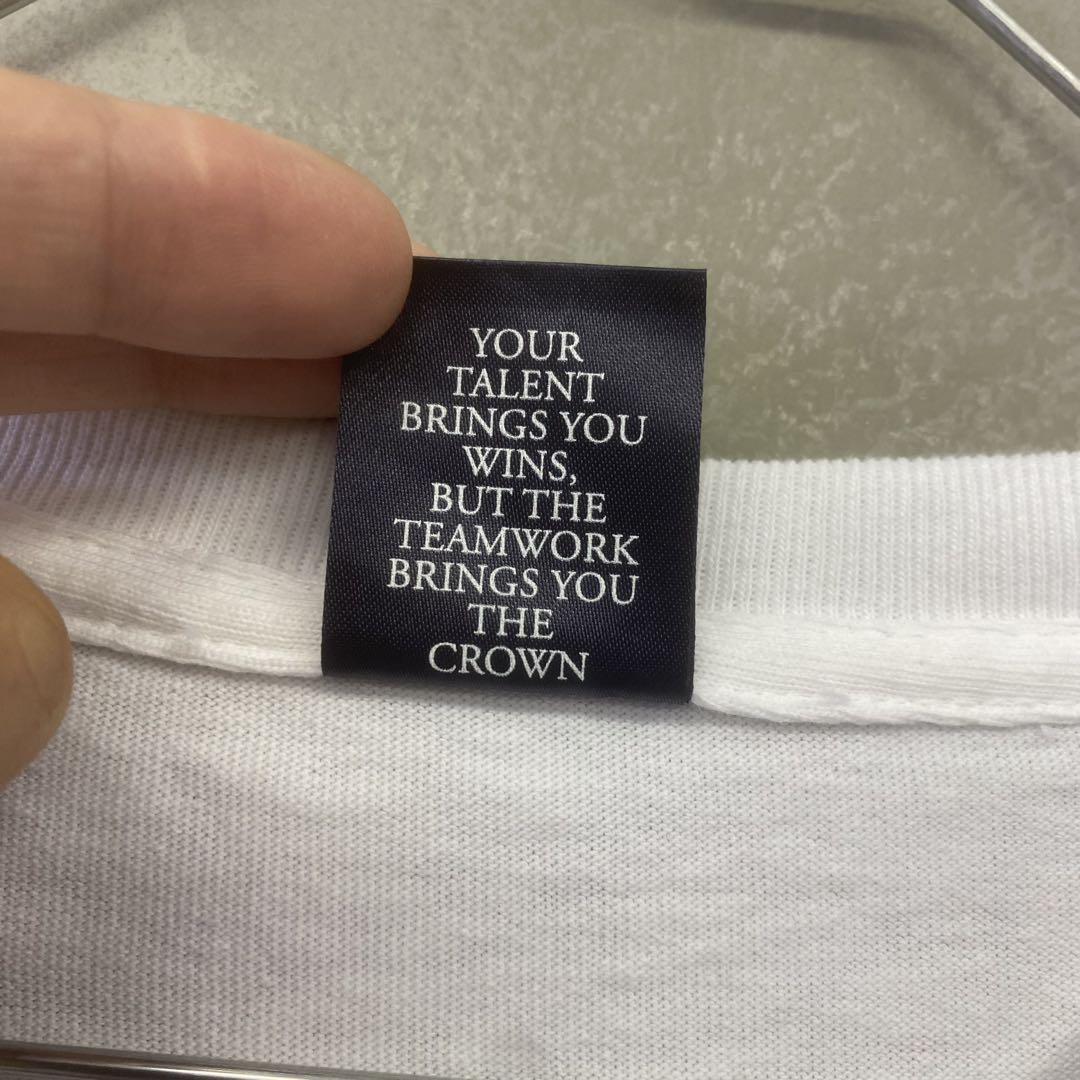 YOUR
TALENT
BRINGS YOU
WINS,
BUT THE
TEAMWORK
BRINGS YOU
THE
CROWN